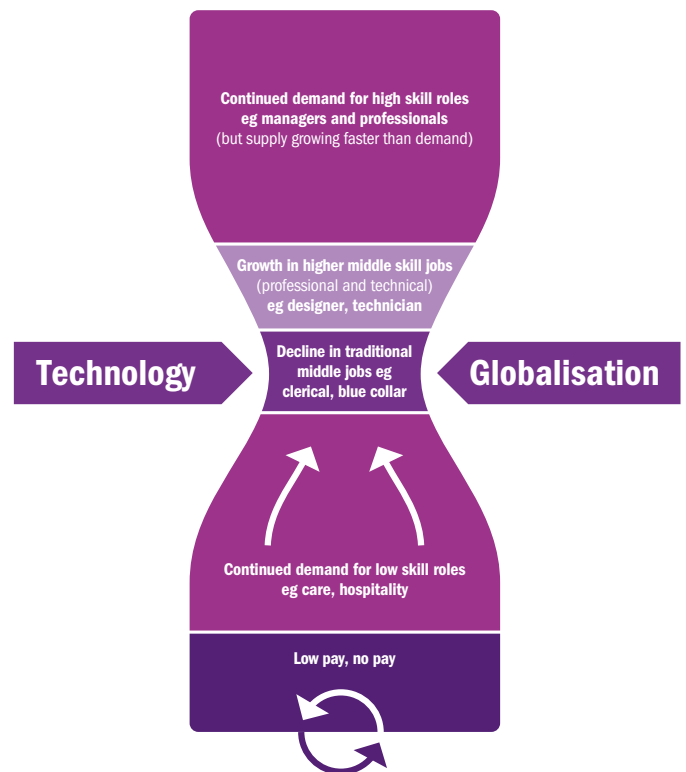 Continued demand for high skill roles
eg managers and professionals
(but supply growing faster than demand)
Growth in higher middle skill jobs
(professional and technical)
eg designer, technician
Technology
Decline in traditional
middle jobs eg
clerical, blue collar
Globalisation
Continued demand for low skill roles
eg care, hospitality
Low pay, no pay